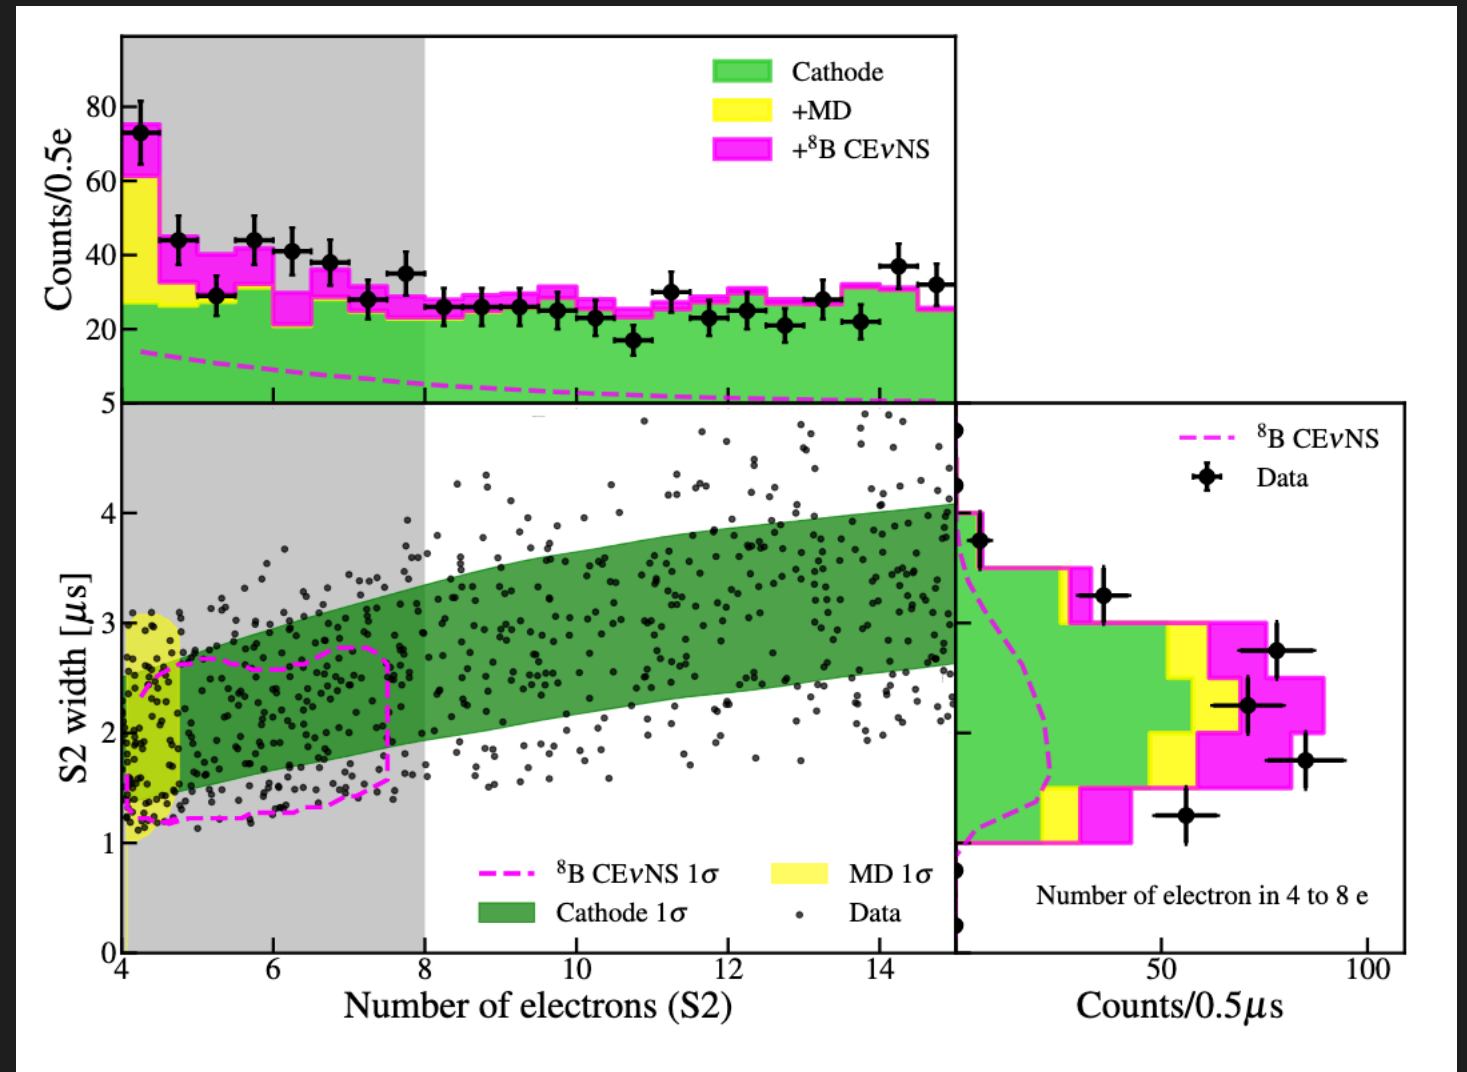 Cathode
+MD
+⁸B CEνNS
Counts/0.5e
80
60
40
20
5
⁸B CEνNS
Data
4
3
2
1
0
S2 width [μs]
⁸B CEνNS 1σ
MD 1σ
Cathode 1σ
Data
Number of electron in 4 to 8 e
4 6 8 10 12 14
50 100
Number of electrons (S2)
Counts/0.5μs